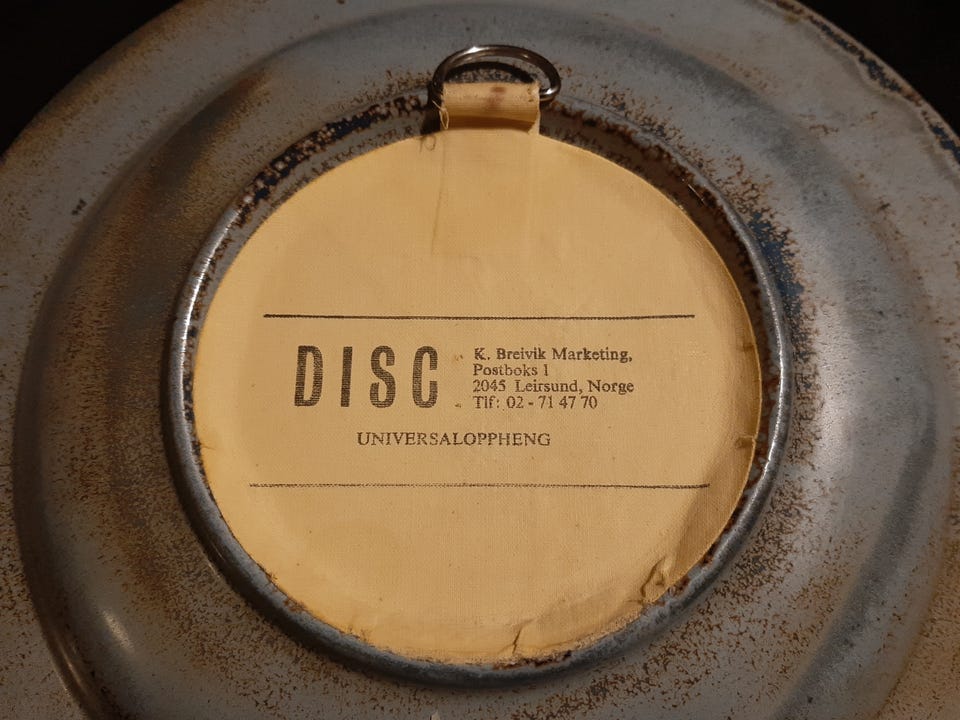 DISC
K. Breivik Marketing,
Postboks 1
2045 Leirsund, Norge
Tlf: 02 - 71 47 70
UNIVERSALOPPHENG